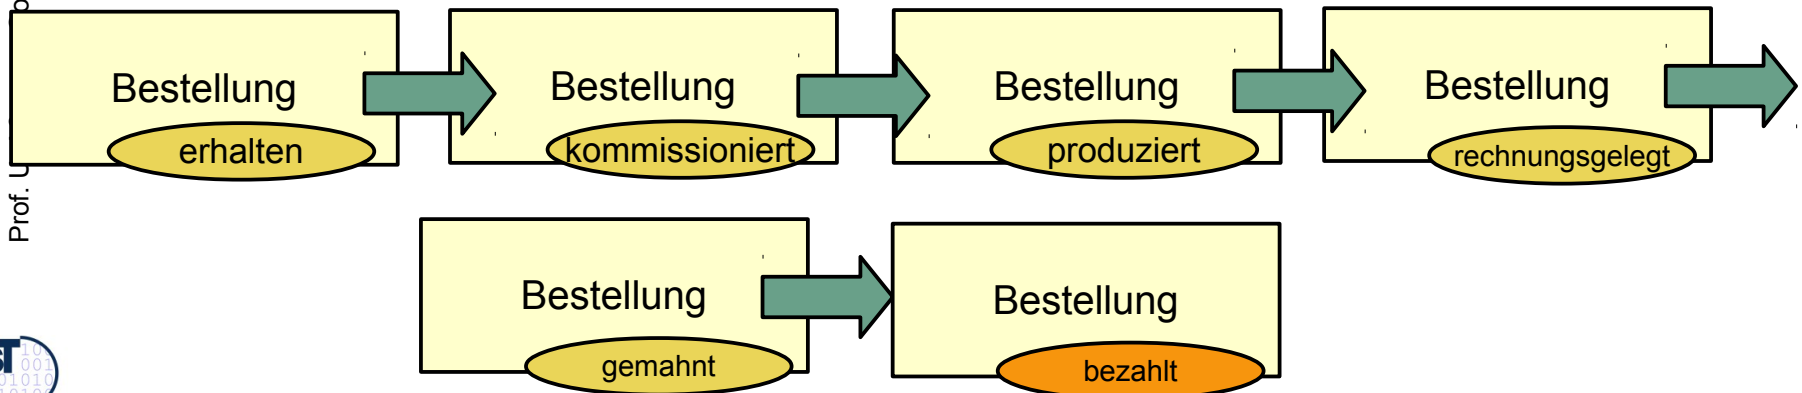 Bestellung
erhalten
Bestellung
kommissioniert
Bestellung
produziert
Bestellung
rechnungsgelegt
Bestellung
gemahnt
Bestellung
bezahlt
Prof.